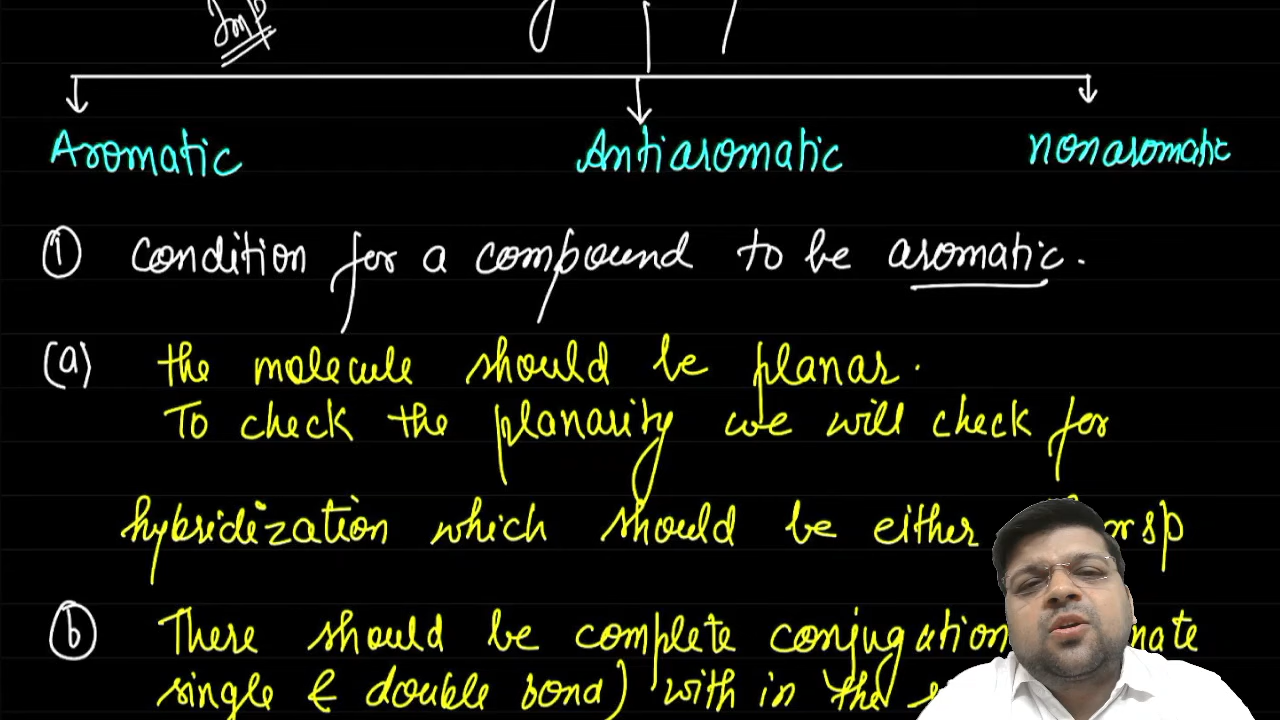 Imp
Aromatic Antiaromatic nonaromatic
① condition for a compound to be aromatic.
(a) the molecule should be planar.
To check the planarity we will check for
hybridization which should be either or sp
ⓑ There should be complete conjugation
single & double bond) with in the